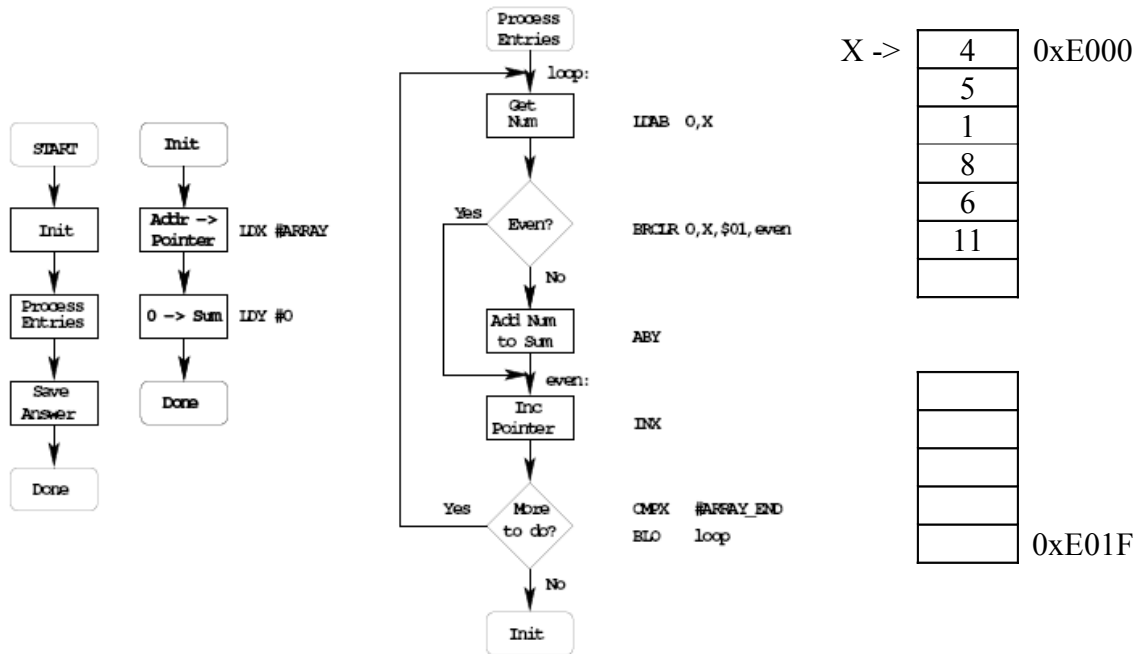 START
Init
Process
Entries
Save
Answer
Done
Init
Addr ->
Pointer
LDX #ARRAY
0 -> Sum
LDY #0
Done
Process
Entries
loop:
Get
Num
LDAB 0,X
Even?
Yes
BRCLR 0,X,$01,even
No
Add Num
to Sum
ABY
even:
Inc
Pointer
INX
More
to do?
Yes
CMPX #ARRAY_END
BLO loop
No
Init
X -> 4 0xE000
5
1
8
6
11
0xE01F